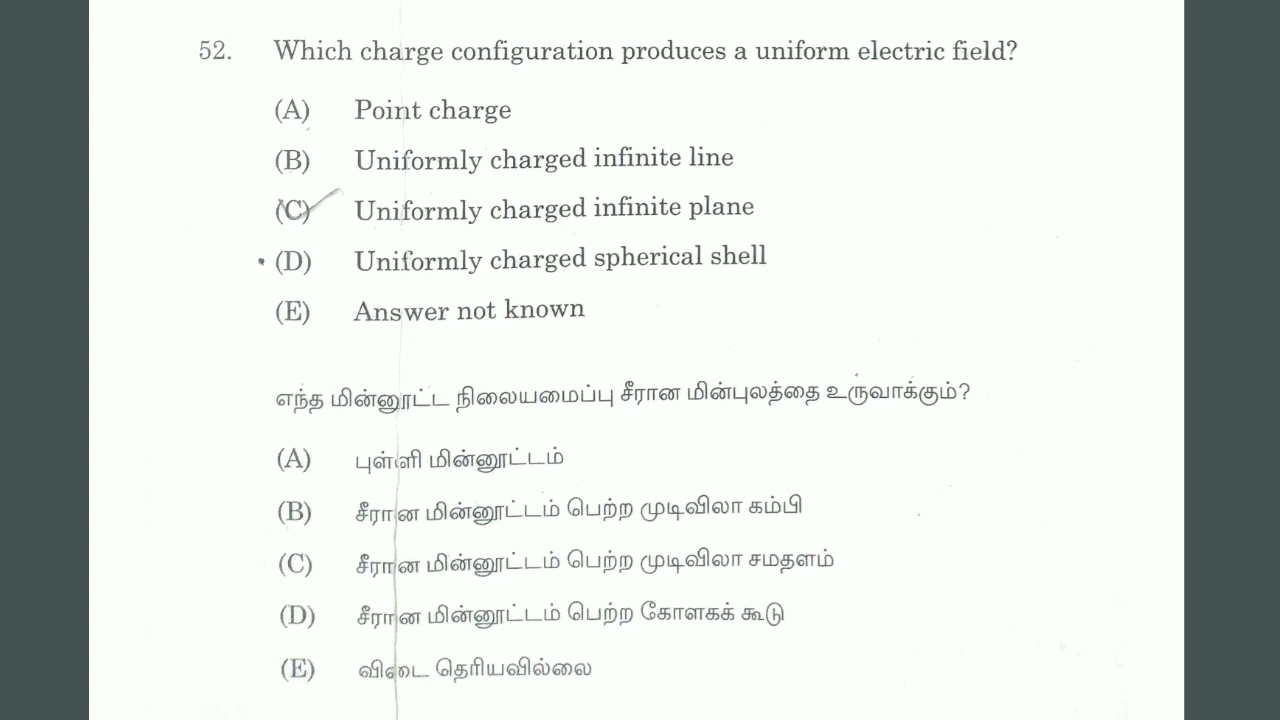 52. Which charge configuration produces a uniform electric field?
(A) Point charge
(B) Uniformly charged infinite line
(C) Uniformly charged infinite plane
(D) Uniformly charged spherical shell
(E) Answer not known
எந்த மின்னூட்ட நிலையமைப்பு சீரான மின்புலத்தை உருவாக்கும்?
(A) புள்ளி மின்னூட்டம்
(B) சீரான மின்னூட்டம் பெற்ற முடிவிலா கம்பி
(C) சீரான மின்னூட்டம் பெற்ற முடிவிலா சமதளம்
(D) சீரான மின்னூட்டம் பெற்ற கோளகக் கூடு
(E) விடை தெரியவில்லை